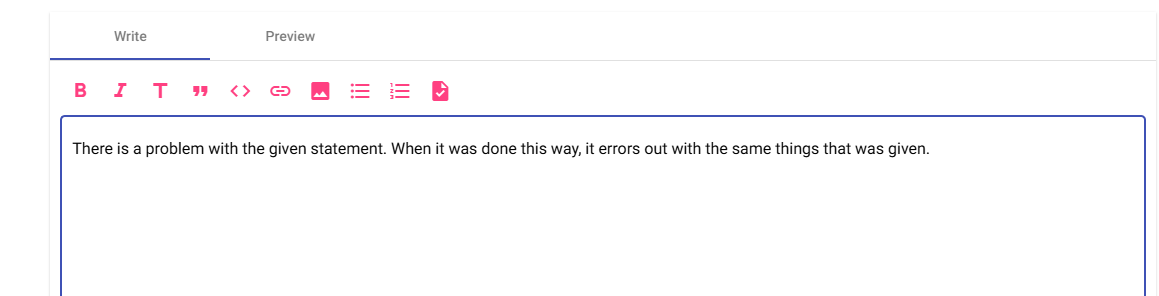 Write Preview
B I T
There is a problem with the given statement. When it was done this way, it errors out with the same things that was given.